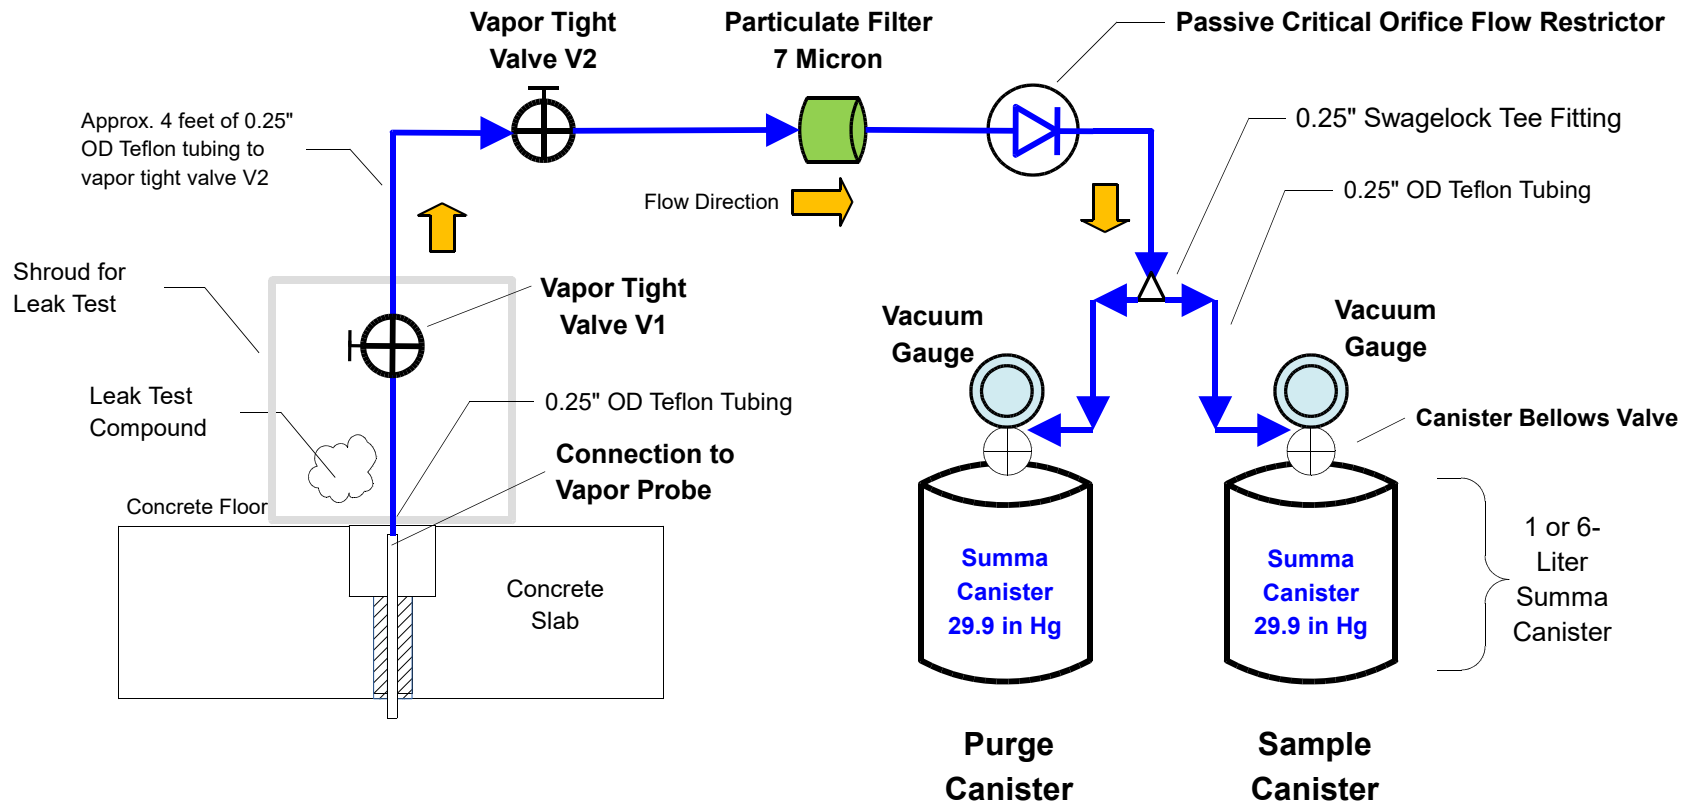 Vapor Tight
Valve V2
Particulate Filter
7 Micron
Passive Critical Orifice Flow Restrictor
Approx. 4 feet of 0.25"
OD Teflon tubing to
vapor tight valve V2
0.25" Swagelock Tee Fitting
0.25" OD Teflon Tubing
Flow Direction
Shroud for
Leak Test
Vapor Tight
Valve V1
Vacuum
Gauge
Vacuum
Gauge
Leak Test
Compound
0.25" OD Teflon Tubing
Canister Bellows Valve
Connection to
Vapor Probe
Concrete Floor
Concrete
Slab
Summa
Canister
29.9 in Hg
Summa
Canister
29.9 in Hg
1 or 6-
Liter
Summa
Canister
Purge
Canister
Sample
Canister